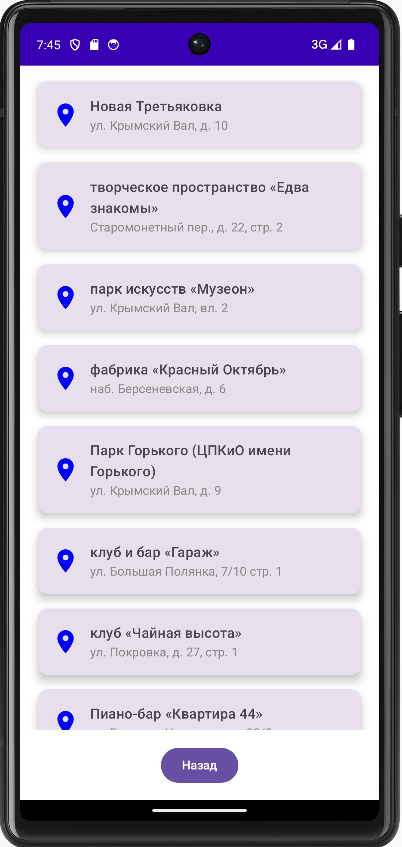 7:45
3G
Новая Третьяковка
ул. Крымский Вал, д. 10
творческое пространство «Едва
знакомы»
Старомонетный пер., д. 22, стр. 2
парк искусств «Музеон»
ул. Крымский Вал, вл. 2
фабрика «Красный Октябрь»
наб. Берсеневская, д. 6
Парк Горького (ЦПКиО имени
Горького)
ул. Крымский Вал, д. 9
клуб и бар «Гараж»
ул. Большая Полянка, 7/10 стр. 1
клуб «Чайная высота»
ул. Покровка, д. 27, стр. 1
Пиано-бар «Квартира 44»
Назад